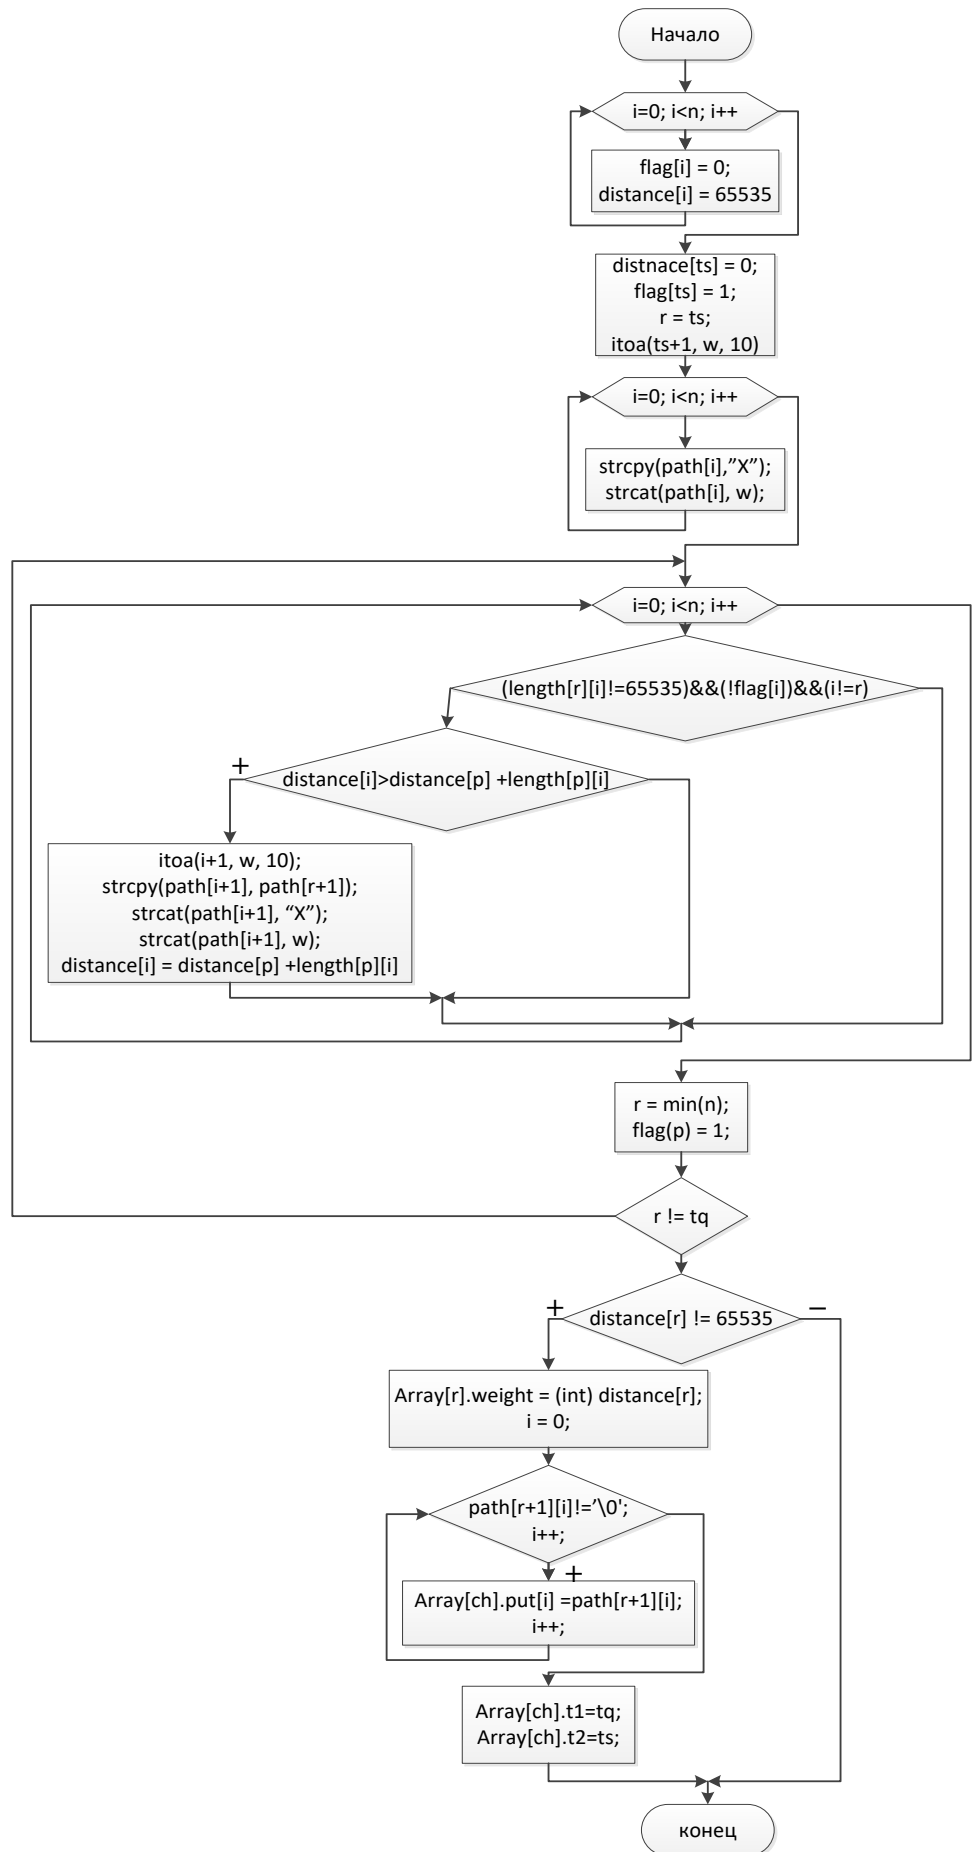 Начало
i=0; i<n; i++
flag[i] = 0;
distance[i] = 65535
distnace[ts] = 0;
flag[ts] = 1;
r = ts;
itoa(ts+1, w, 10)
i=0; i<n; i++
strcpy(path[i],”X”);
strcat(path[i], w);
i=0; i<n; i++
(length[r][i]!=65535)&&(!flag[i])&&(i!=r)
+
distance[i]>distance[p] +length[p][i]
itoa(i+1, w, 10);
strcpy(path[i+1], path[r+1]);
strcat(path[i+1], “X”);
strcat(path[i+1], w);
distance[i] = distance[p] +length[p][i]
r = min(n);
flag(p) = 1;
r != tq
+
distance[r] != 65535
−
Array[r].weight = (int) distance[r];
i = 0;
path[r+1][i]!=’\0';
i++;
+
Array[ch].put[i] =path[r+1][i];
i++;
Array[ch].t1=tq;
Array[ch].t2=ts;
конец